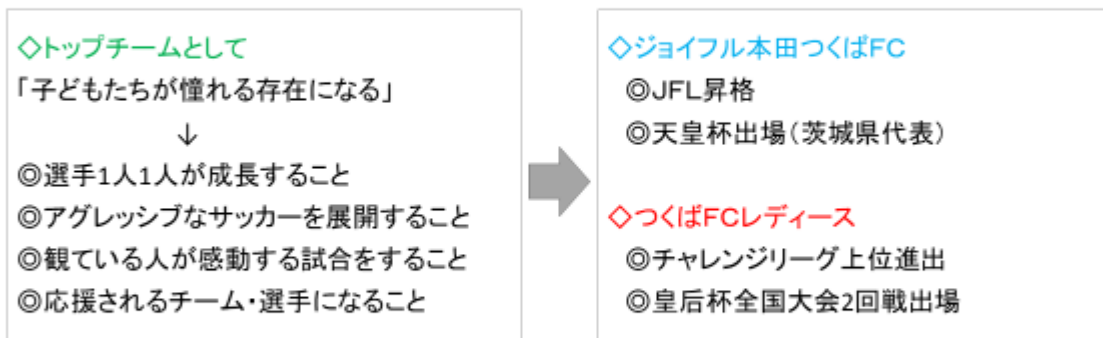 ◇トップチームとして
「子どもたちが憧れる存在になる」
↓
◎選手1人1人が成長すること
◎アグレッシブなサッカーを展開すること
◎観ている人が感動する試合をすること
◎応援されるチーム・選手になること
◇ジョイフル本田つくばFC
◎JFL昇格
◎天皇杯出場（茨城県代表）
◇つくばFCレディース
◎チャレンジリーグ上位進出
◎皇后杯全国大会2回戦出場